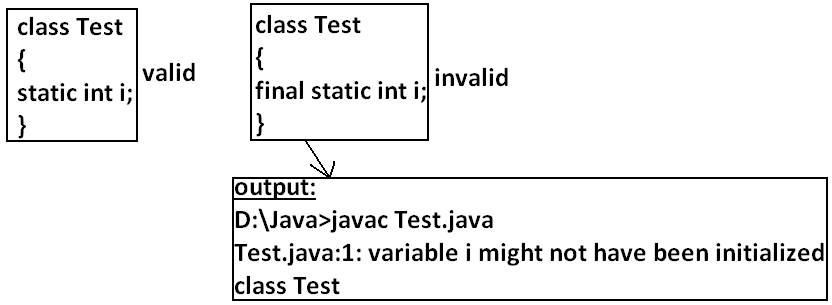 class Test
{
static int i;
}
valid
class Test
{
final static int i;
}
invalid
output:
D:\Java>javac Test.java
Test.java:1: variable i might not have been initialized
class Test